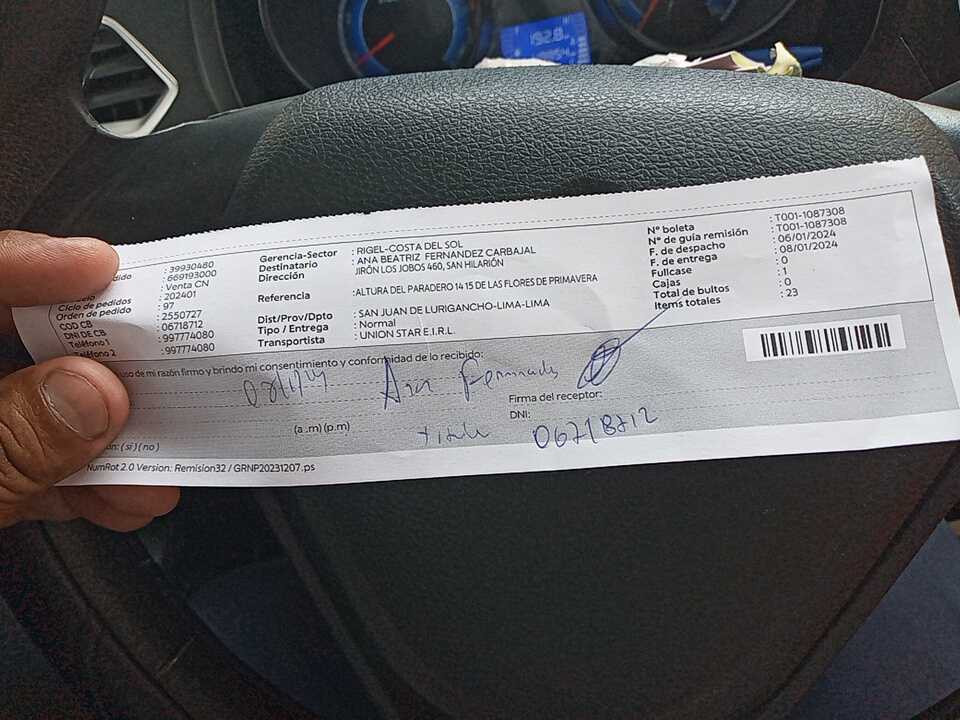 : 39930480
: 669193000
: Venta CN
Ciclo de pedidos : 202401
Orden de pedido : 97
COD CB : 2550727
DNI DE CB : 06718712
Teléfono 1 : 997774080
Teléfono 2 : 997774080
Gerencia-Sector : RIGEL-COSTA DEL SOL
Destinatario : ANA BEATRIZ FERNANDEZ CARBAJAL
Dirección JIRÓN LOS JOBOS 460, SAN HILARIÓN
Referencia : ALTURA DEL PARADERO 14 15 DE LAS FLORES DE PRIMAVERA
Dist/Prov/Dpto : SAN JUAN DE LURIGANCHO-LIMA-LIMA
Tipo / Entrega : Normal
Transportista : UNION STAR E.I.R.L.
N° boleta : T001-1087308
N° de guía remisión : T001-1087308
F. de despacho : 06/01/2024
F. de entrega : 08/01/2024
Fullcase : 0
Cajas : 1
Total de bultos : 0
Items totales : 23
uso de mi razón firmo y brindo mi consentimiento y conformidad de lo recibido:
Ana Fernandez
Firma del receptor:
(a .m) (p.m)
DNI: 06718712
titular
: ( si ) ( no )
NumRot 2.0 Version: Remision32 / GRNP20231207.ps
192.8